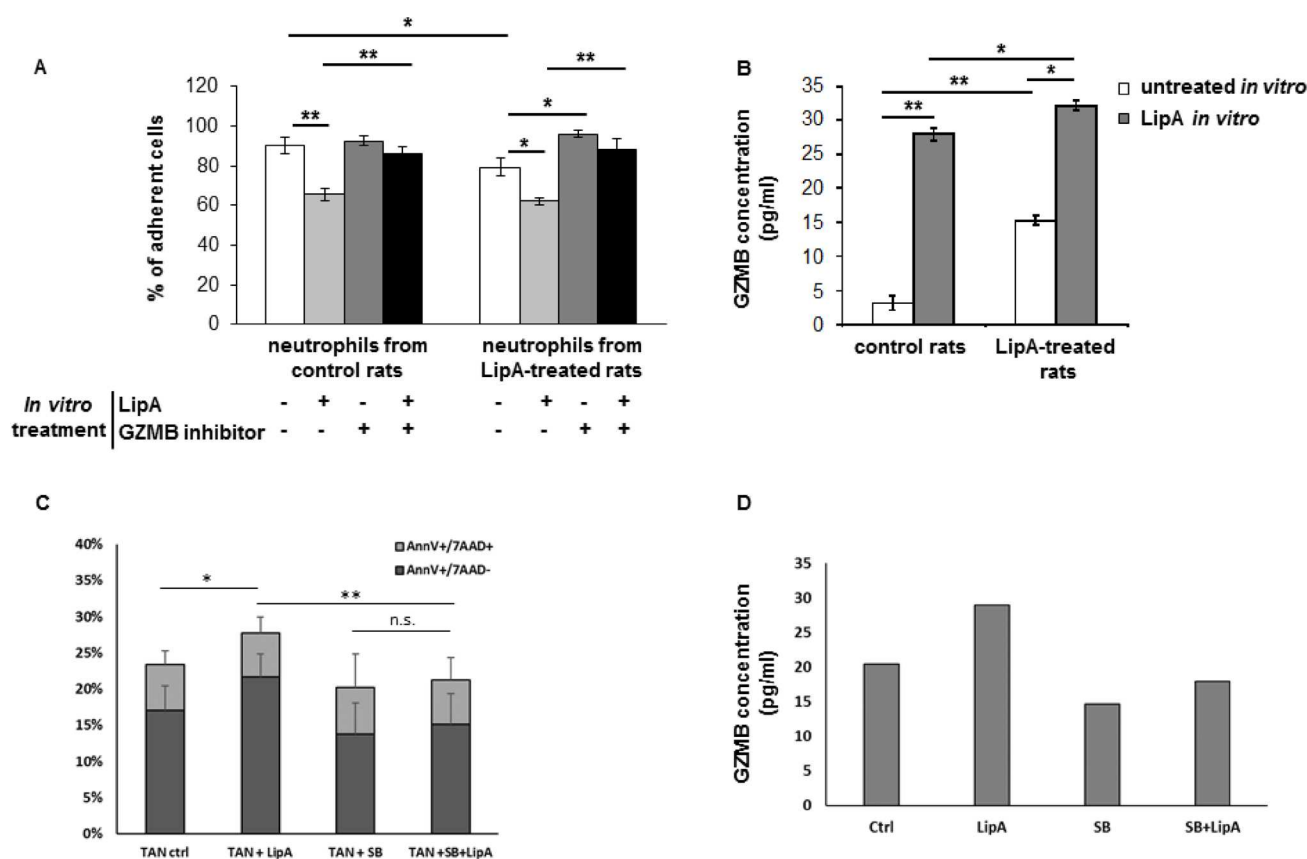 A
*
**
**
**
*
*
120
100
80
60
40
20
0
% of adherent cells
neutrophils from
control rats
neutrophils from
LipA-treated rats
In vitro
treatment
LipA - + - + - + - +
GZMB inhibitor - - + + - - + +
B
*
**
*
**
35
30
25
20
15
10
5
0
GZMB concentration
(pg/ml)
control rats
LipA-treated
rats
untreated in vitro
LipA in vitro
C
AnnV+/7AAD+
AnnV+/7AAD-
*
**
n.s.
40%
35%
30%
25%
20%
15%
10%
5%
0%
TAN ctrl TAN + LipA TAN + SB TAN +SB+LipA
D
35
30
25
20
15
10
5
0
GZMB concentration
(pg/ml)
Ctrl LipA SB SB+LipA